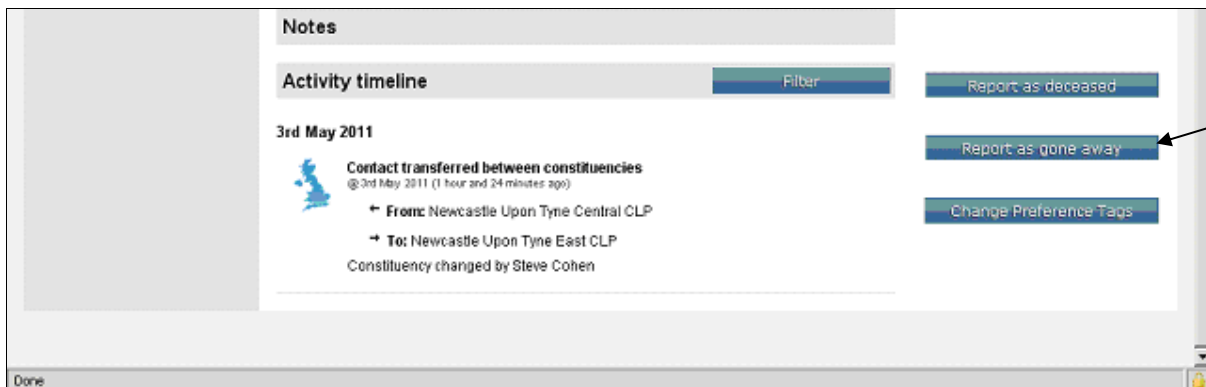 Notes
Activity timeline
Filter
Report as deceased
3rd May 2011
Report as gone away
Contact transferred between constituencies
@ 3rd May 2011 (1 hour and 24 minutes ago)
← From: Newcastle Upon Tyne Central CLP
Change Preference Tags
→ To: Newcastle Upon Tyne East CLP
Constituency changed by Steve Cohen
Done